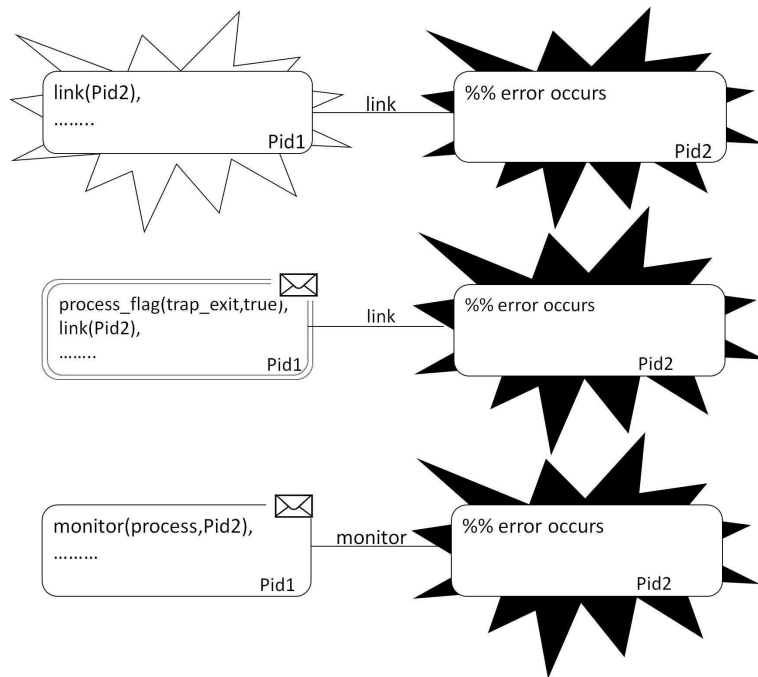 link(Pid2),
……..
Pid1
link
%% error occurs
Pid2
process_flag(trap_exit,true),
link(Pid2),
……..
Pid1
link
%% error occurs
Pid2
monitor(process,Pid2),
………
Pid1
monitor
%% error occurs
Pid2